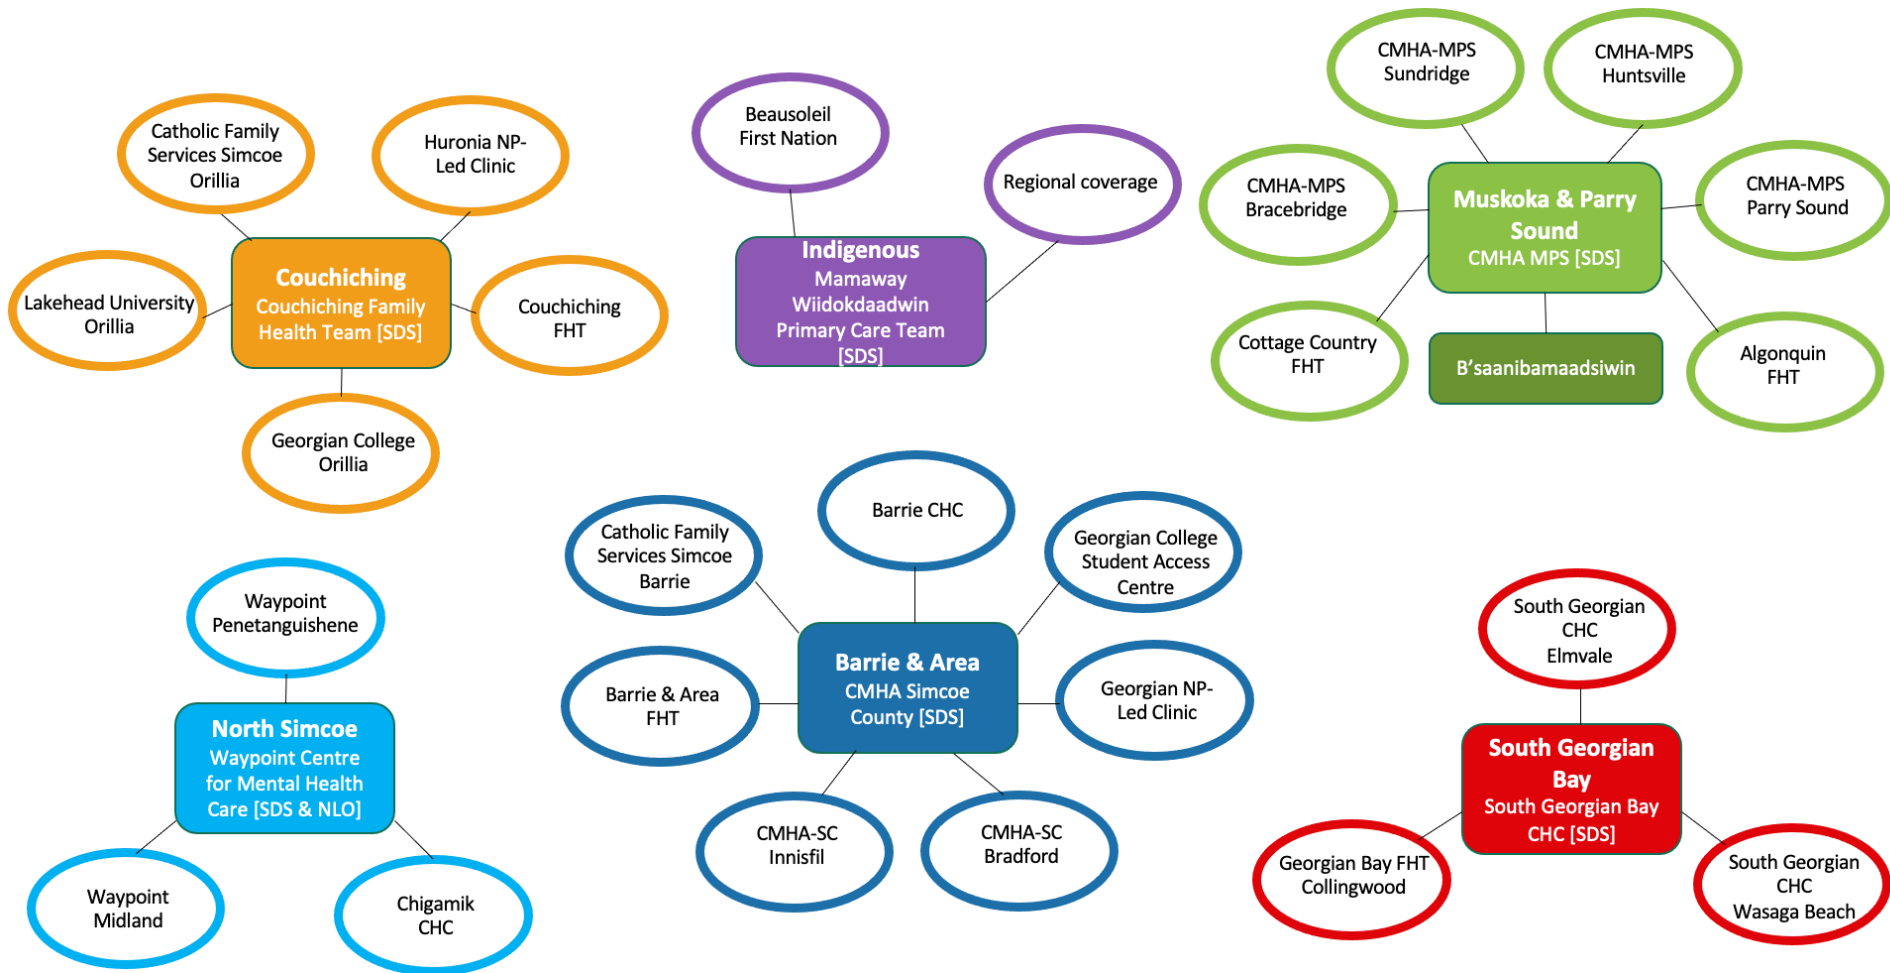 Catholic Family
Services Simcoe
Orillia
Huronia NP-
Led Clinic
Lakehead University
Orillia
Couchiching
Couchiching Family
Health Team [SDS]
Couchiching
FHT
Georgian College
Orillia
Beausoleil
First Nation
Regional coverage
Indigenous
Mamaway
Wiidokdaadwin
Primary Care Team
[SDS]
CMHA-MPS
Sundridge
CMHA-MPS
Huntsville
CMHA-MPS
Bracebridge
Muskoka & Parry
Sound
CMHA MPS [SDS]
CMHA-MPS
Parry Sound
Cottage Country
FHT
B’saanibamaadsiwin
Algonquin
FHT
Waypoint
Penetanguishene
North Simcoe
Waypoint Centre
for Mental Health
Care [SDS & NLO]
Waypoint
Midland
Chigamik
CHC
Catholic Family
Services Simcoe
Barrie
Barrie CHC
Georgian College
Student Access
Centre
Barrie & Area
FHT
Barrie & Area
CMHA Simcoe
County [SDS]
Georgian NP-
Led Clinic
CMHA-SC
Innisfil
CMHA-SC
Bradford
South Georgian
CHC
Elmvale
South Georgian
Bay
South Georgian Bay
CHC [SDS]
Georgian Bay FHT
Collingwood
South Georgian
CHC
Wasaga Beach